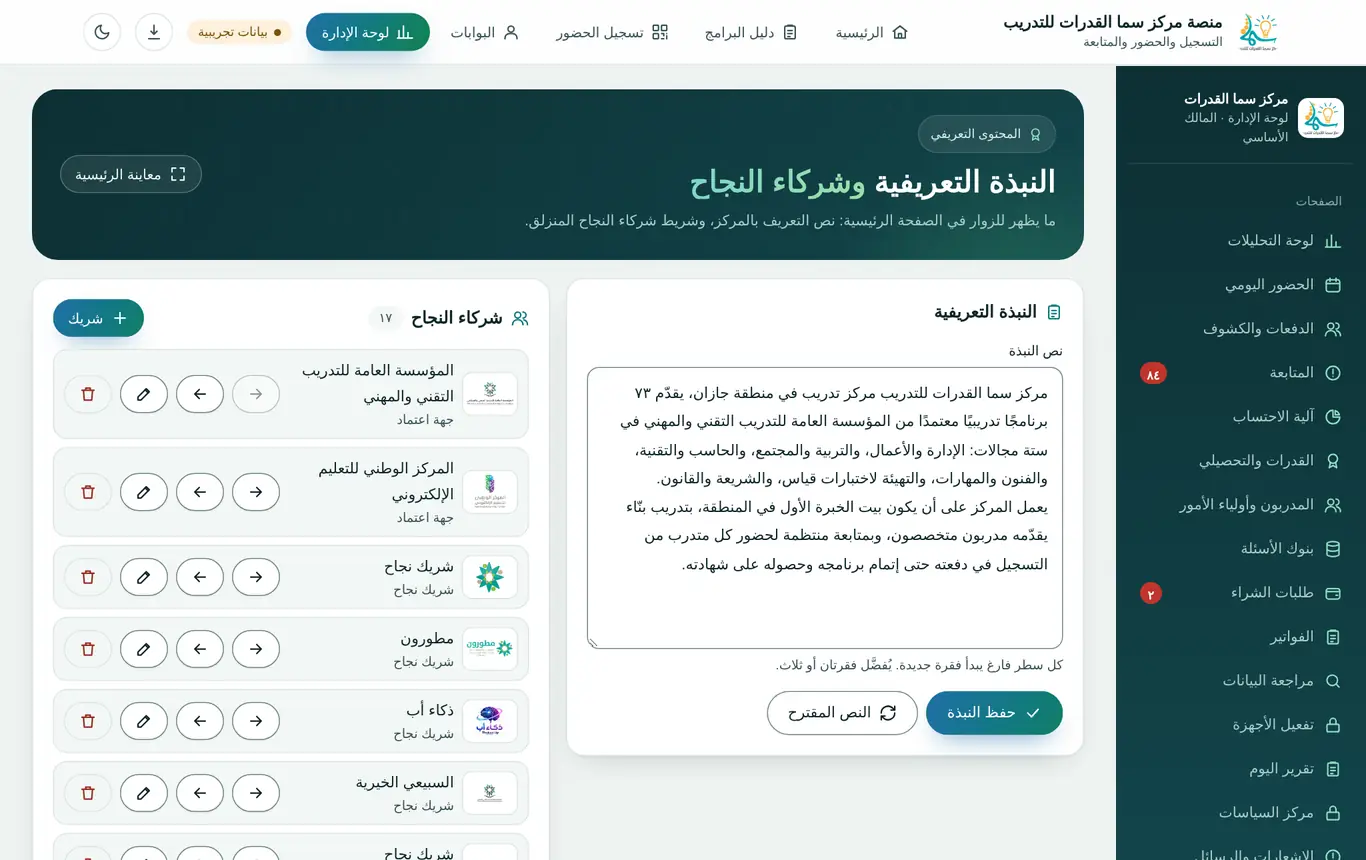 منصة مركز سما القدرات للتدريب
التسجيل والحضور والمتابعة
الرئيسية
دليل البرامج
تسجيل الحضور
البوابات
لوحة الإدارة
بيانات تجريبية
مركز سما القدرات
لوحة الإدارة · المالك
الأساسي
الصفحات
لوحة التحليلات
الحضور اليومي
الدفعات والكشوف
المتابعة
٨٤
آلية الاحتساب
القدرات والتحصيلي
المدربون وأولياء الأمور
بنوك الأسئلة
طلبات الشراء
٢
الفواتير
مراجعة البيانات
تفعيل الأجهزة
تقرير اليوم
مركز السياسات
الإشعارات والرسائل
المحتوى التعريفي
النبذة التعريفية وشركاء النجاح
ما يظهر للزوار في الصفحة الرئيسية: نص التعريف بالمركز، وشريط شركاء النجاح المنزلق.
معاينة الرئيسية
النبذة التعريفية
نص النبذة
مركز سما القدرات للتدريب مركز تدريب في منطقة جازان، يقدّم ٧٣
برنامجًا تدريبيًا معتمدًا من المؤسسة العامة للتدريب التقني والمهني في
ستة مجالات: الإدارة والأعمال، والتربية والمجتمع، والحاسب والتقنية،
والفنون والمهارات، والتهيئة لاختبارات قياس، والشريعة والقانون.
يعمل المركز على أن يكون بيت الخبرة الأول في المنطقة، بتدريب بنّاء
يقدّمه مدربون متخصصون، وبمتابعة منتظمة لحضور كل متدرب من
التسجيل في دفعته حتى إتمام برنامجه وحصوله على شهادته.
كل سطر فارغ يبدأ فقرة جديدة. يُفضَّل فقرتان أو ثلاث.
حفظ النبذة
النص المقترح
شركاء النجاح
١٧
شريك
المؤسسة العامة للتدريب
التقني والمهني
جهة اعتماد
المركز الوطني للتعليم
الإلكتروني
جهة اعتماد
شريك نجاح
شريك نجاح
مطورون
شريك نجاح
مطورون
ذكاء أب
شريك نجاح
ذكاء أب
السبيعي الخيرية
شريك نجاح
شريك نجاح